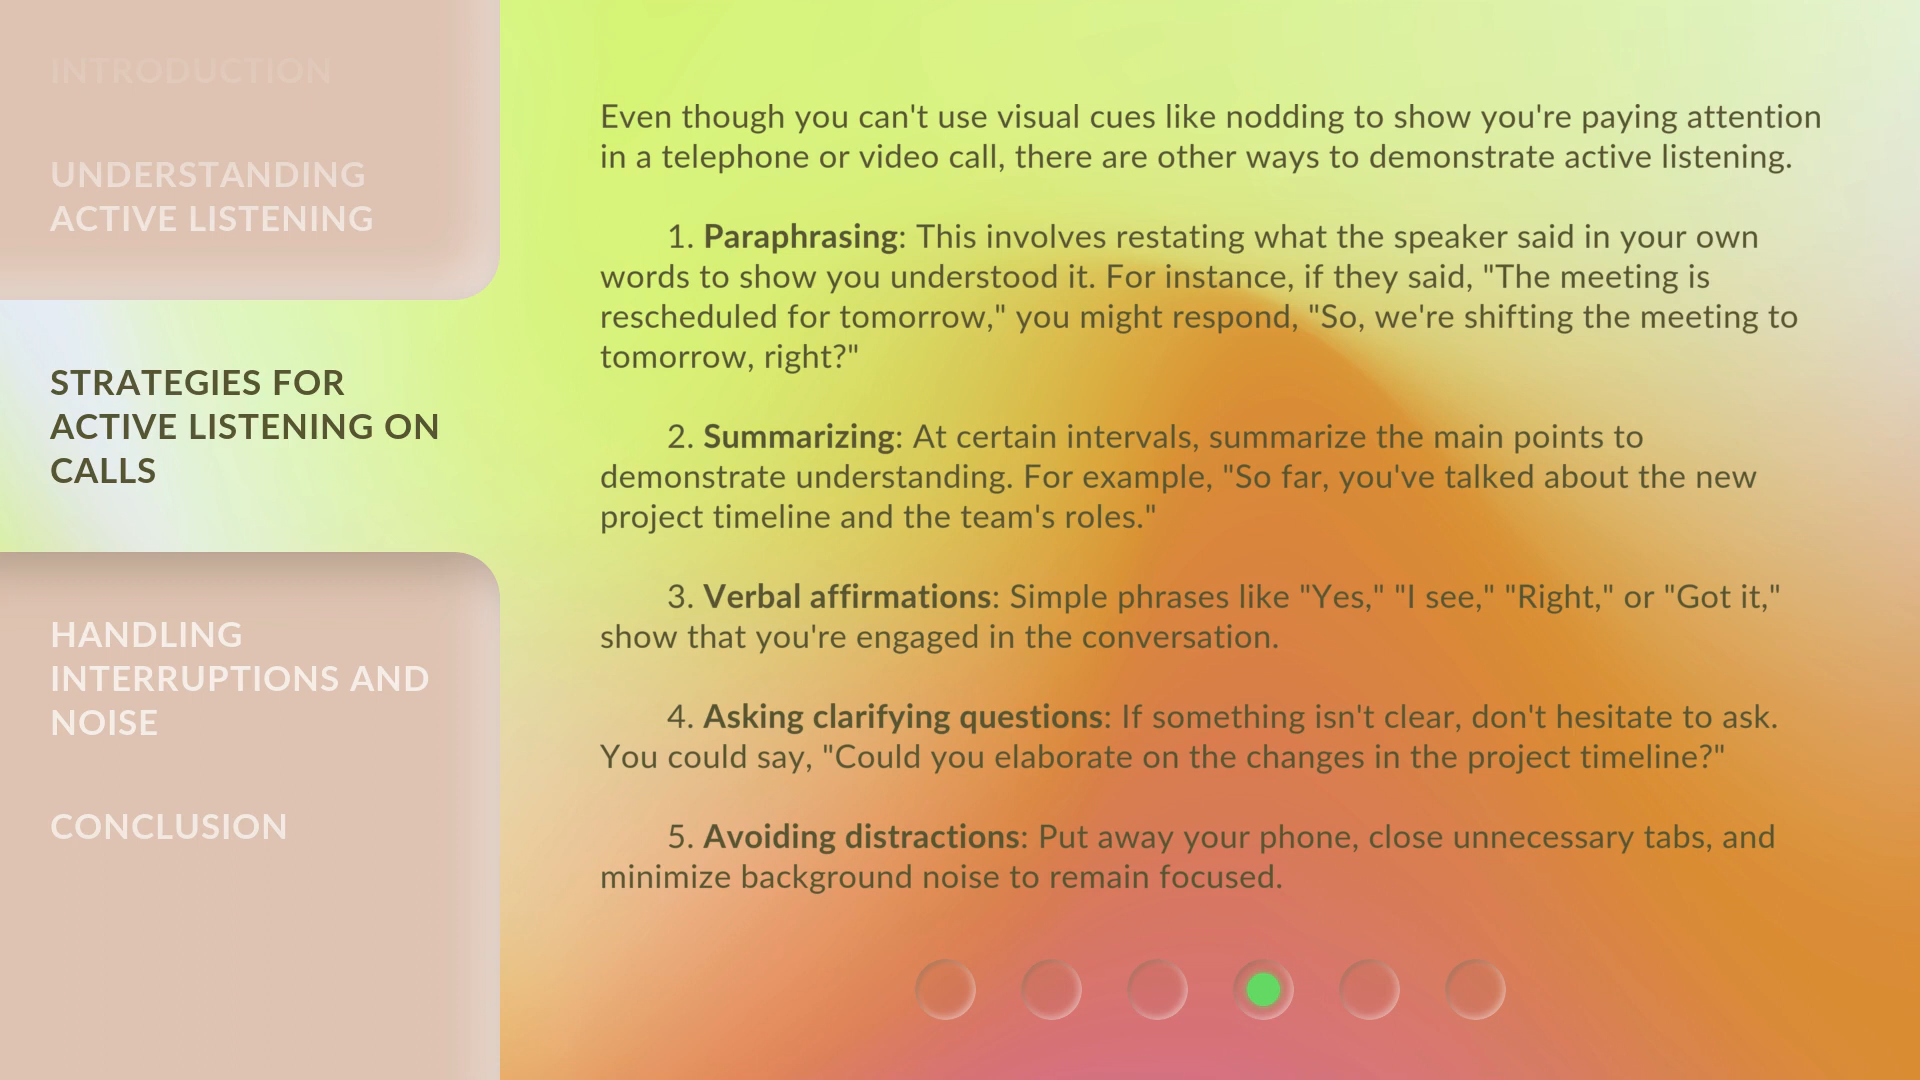 INTRODUCTION
UNDERSTANDING
ACTIVE LISTENING
STRATEGIES FOR
ACTIVE LISTENING ON
CALLS
HANDLING
INTERRUPTIONS AND
NOISE
CONCLUSION
Even though you can't use visual cues like nodding to show you're paying attention
in a telephone or video call, there are other ways to demonstrate active listening.
1. Paraphrasing: This involves restating what the speaker said in your own
words to show you understood it. For instance, if they said, "The meeting is
rescheduled for tomorrow," you might respond, "So, we're shifting the meeting to
tomorrow, right?"
2. Summarizing: At certain intervals, summarize the main points to
demonstrate understanding. For example, "So far, you've talked about the new
project timeline and the team's roles."
3. Verbal affirmations: Simple phrases like "Yes," "I see," "Right," or "Got it,"
show that you're engaged in the conversation.
4. Asking clarifying questions: If something isn't clear, don't hesitate to ask.
You could say, "Could you elaborate on the changes in the project timeline?"
5. Avoiding distractions: Put away your phone, close unnecessary tabs, and
minimize background noise to remain focused.